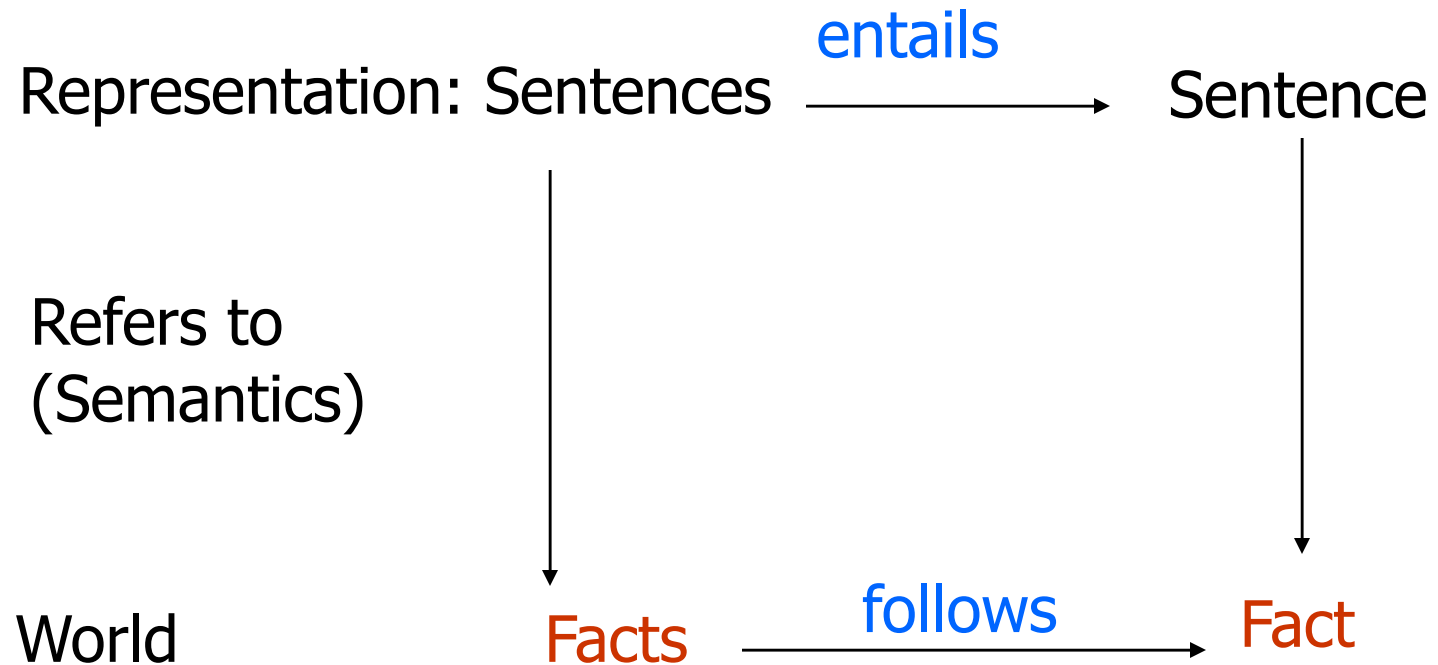 entails
Representation: Sentences
Sentence
Refers to
(Semantics)
World
Facts
follows
Fact